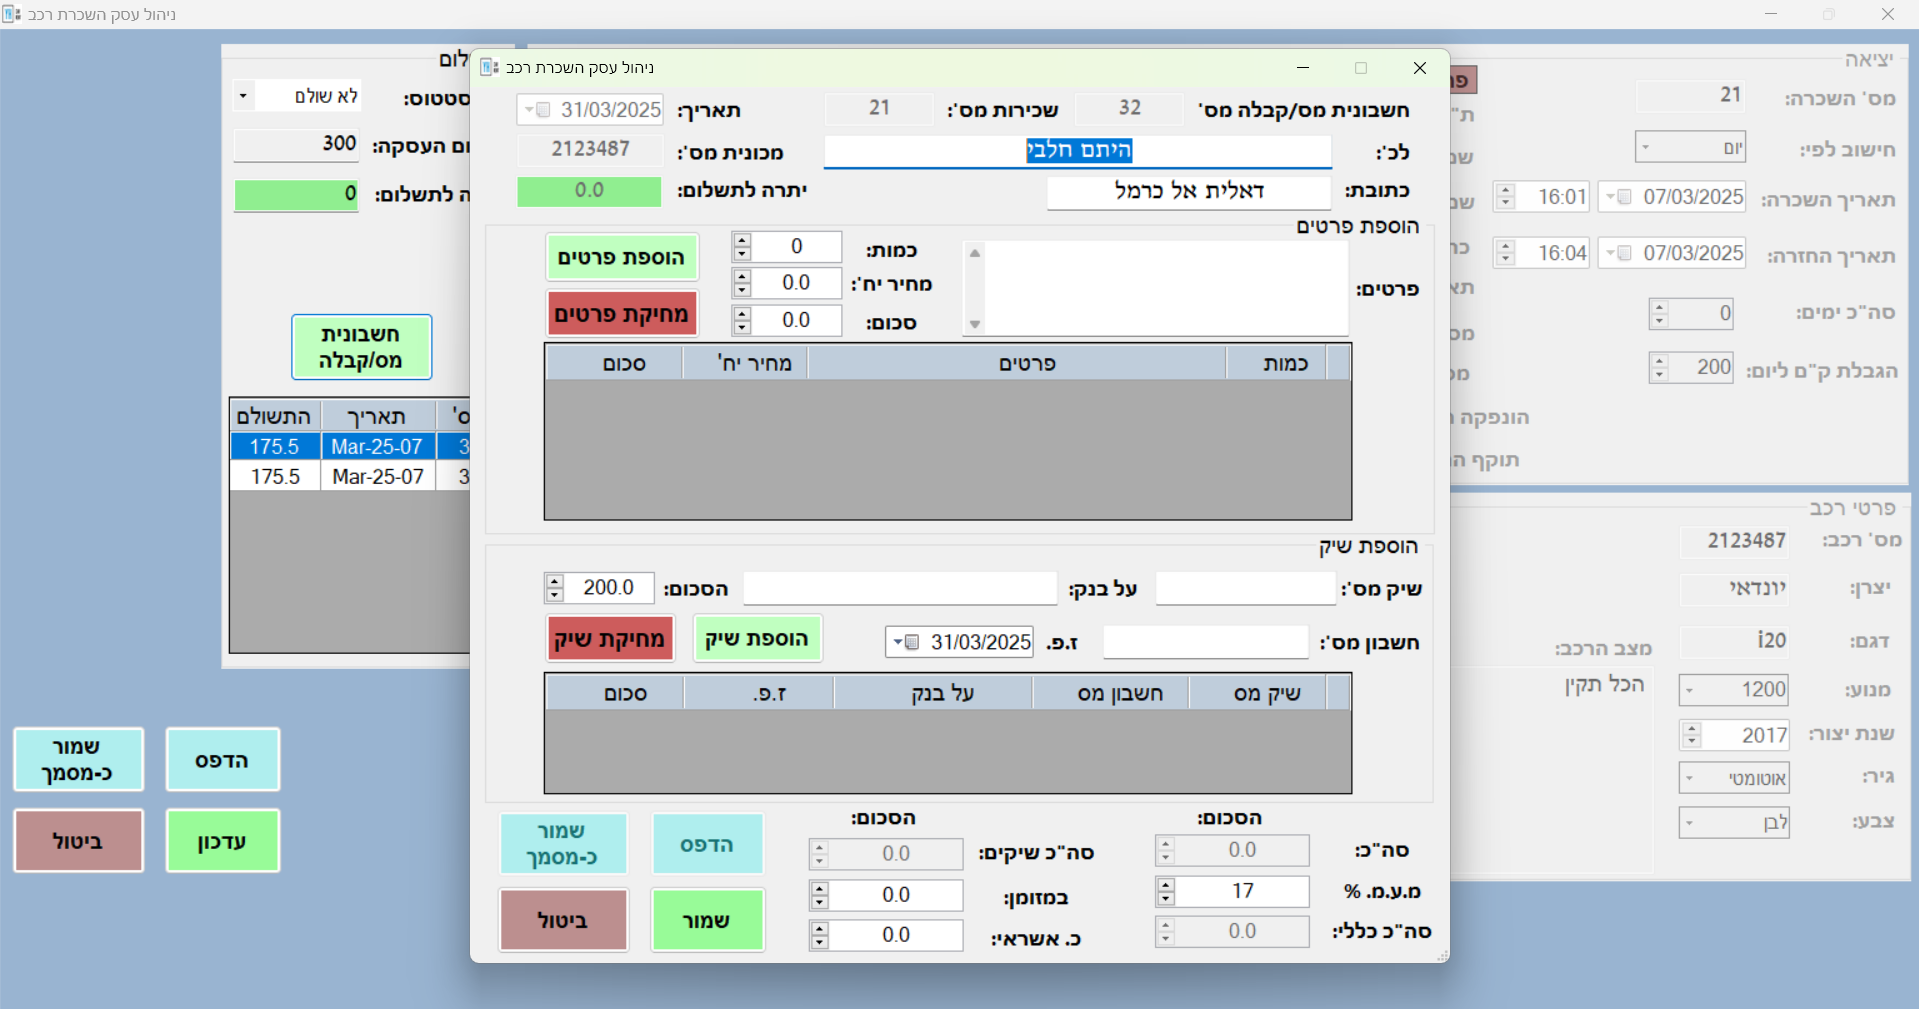 ניהול עסק השכרת רכב
יציאה
מס' השכרה:
21
חישוב לפי:
יום
תאריך השכרה:
07/03/2025
16:01
תאריך החזרה:
07/03/2025
16:04
סה"כ ימים:
0
הגבלת ק"ם ליום:
200
הונפקה
תוקף
פרטי רכב
מס' רכב:
2123487
יצרן:
יונדאי
דגם:
i20
מנוע:
1200
שנת יצור:
2017
גיר:
אוטומטי
צבע:
לבן
מצב הרכב:
הכל תקין
סטטוס:
לא שולם
העסקה:
300
לתשלום:
0
חשבונית
מס/קבלה
תאריך התשולם
3 Mar-25-07 175.5
3 Mar-25-07 175.5
הדפס
שמור
כ-מסמך
עדכון
ביטול
ניהול עסק השכרת רכב
חשבונית מס/קבלה מס'
32
שכירות מס':
21
תאריך:
31/03/2025
לכ':
היתם חלבי
מכונית מס':
2123487
כתובת:
דאלית אל כרמל
יתרה לתשלום:
0.0
הוספת פרטים
פרטים:
כמות:
0
מחיר יח':
0.0
סכום:
0.0
הוספת פרטים
מחיקת פרטים
כמות פרטים מחיר יח' סכום
הוספת שיק
שיק מס':
על בנק:
הסכום:
200.0
חשבון מס':
ז.פ.
31/03/2025
הוספת שיק
מחיקת שיק
שיק מס חשבון מס על בנק ז.פ. סכום
הסכום:
סה"כ:
0.0
מ.ע.מ. %
17
סה"כ כללי:
0.0
הסכום:
סה"כ שיקים:
0.0
במזומן:
0.0
כ. אשראי:
0.0
הדפס
שמור
כ-מסמך
שמור
ביטול